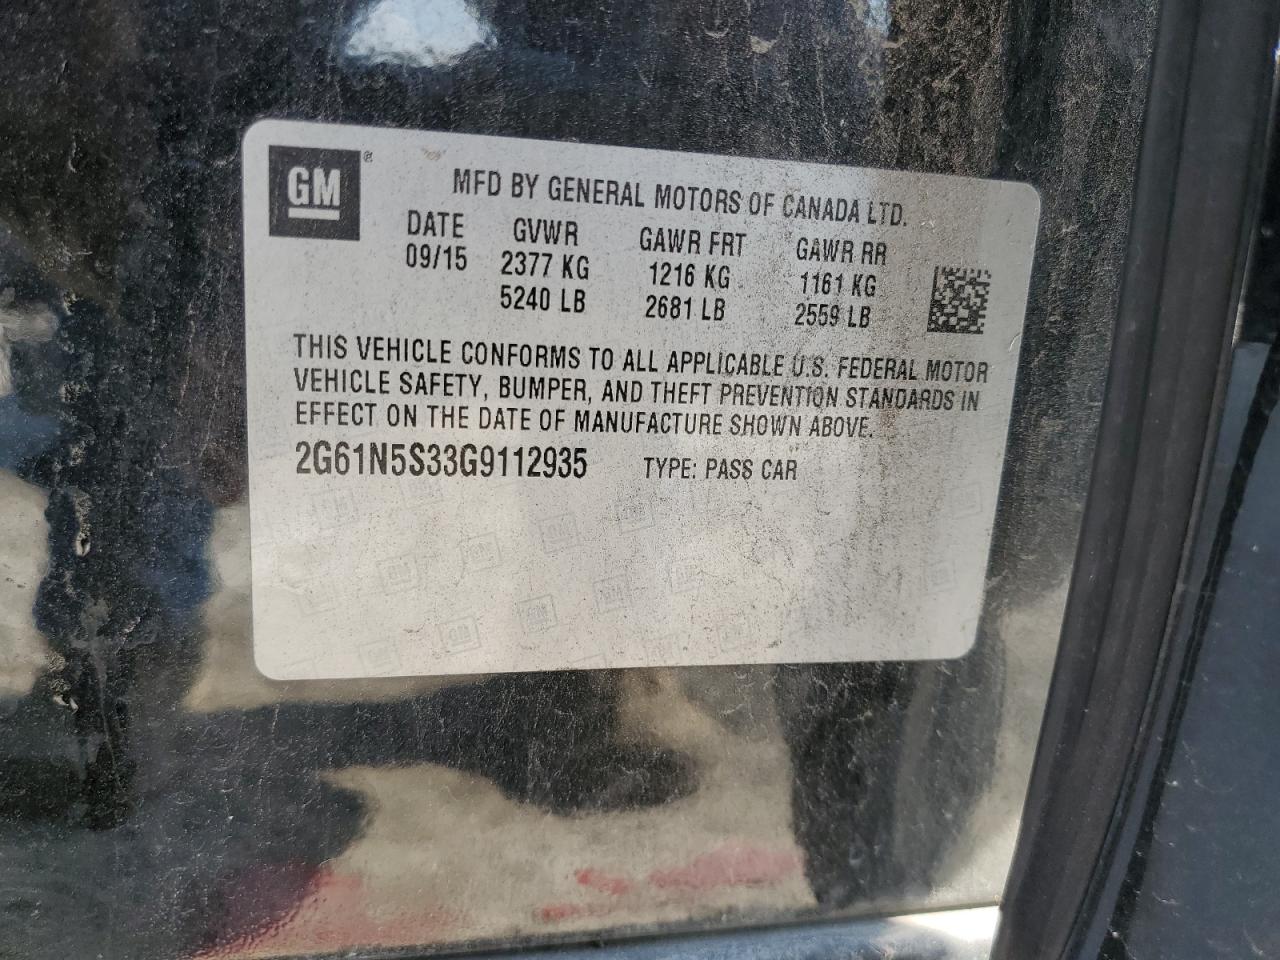 GM ®
MFD BY GENERAL MOTORS OF CANADA LTD.
DATE GVWR GAWR FRT GAWR RR
09/15 2377 KG 1216 KG 1161 KG
5240 LB 2681 LB 2559 LB
THIS VEHICLE CONFORMS TO ALL APPLICABLE U.S. FEDERAL MOTOR
VEHICLE SAFETY, BUMPER, AND THEFT PREVENTION STANDARDS IN
EFFECT ON THE DATE OF MANUFACTURE SHOWN ABOVE.
2G61N5S33G9112935 TYPE: PASS CAR